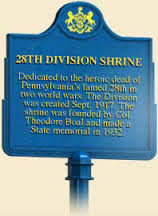 28TH DIVISION SHRINE
Dedicated to the heroic dead of
Pennsylvania's famed 28th in
two world wars. The Division
was created Sept. 1917. The
shrine was founded by Col.
Theodore Boal and made a
State memorial in 1932.